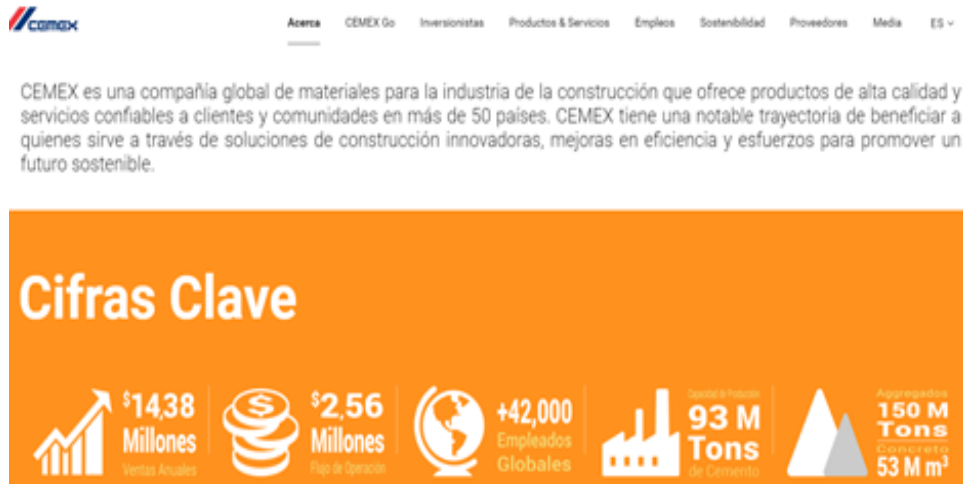 CEMEX
Acerca CEMEX Go Inversionistas Productos & Servicios Empleos Sostenibilidad Proveedores Media ES
CEMEX es una compañía global de materiales para la industria de la construcción que ofrece productos de alta calidad y
servicios confiables a clientes y comunidades en más de 50 países. CEMEX tiene una notable trayectoria de beneficiar a
quienes sirve a través de soluciones de construcción innovadoras, mejoras en eficiencia y esfuerzos para promover un
futuro sostenible.
Cifras Clave
$14,38
Millones
Ventas Anuales
$2,56
Millones
Flujo de Operación
+42,000
Empleados
Globales
Capacidad de Producción
93 M
Tons
de Cemento
Aggregados
150 M
Tons
Concreto
53 M m³